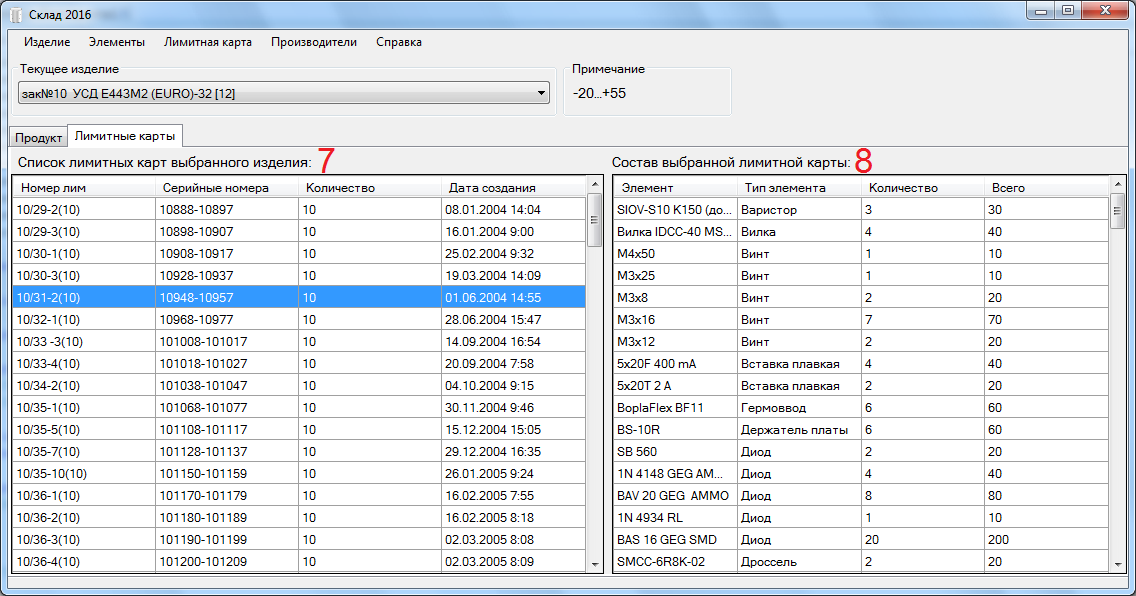 Склад 2016
Изделие Элементы Лимитная карта Производители Справка
Текущее изделие Примечание
зак№10 УСД E443M2 (EURO)-32 [12] -20...+55
Продукт Лимитные карты
Список лимитных карт выбранного изделия: 7 Состав выбранной лимитной карты: 8
Номер лим Серийные номера Количество Дата создания Элемент Тип элемента Количество Всего
10/29-2(10) 10888-10897 10 08.01.2004 14:04 SIOV-S10 K150 (до... Варистор 3 30
10/29-3(10) 10898-10907 10 16.01.2004 9:00 Вилка IDCC-40 MS... Вилка 4 40
10/30-1(10) 10908-10917 10 25.02.2004 9:32 М4х50 Винт 1 10
10/30-3(10) 10928-10937 10 19.03.2004 14:09 М3х25 Винт 1 10
10/31-2(10) 10948-10957 10 01.06.2004 14:55 М3х8 Винт 2 20
10/32-1(10) 10968-10977 10 28.06.2004 15:47 М3х16 Винт 7 70
10/33 -3(10) 101008-101017 10 14.09.2004 16:54 М3х12 Винт 2 20
10/33-4(10) 101018-101027 10 20.09.2004 7:58 5x20F 400 mA Вставка плавкая 4 40
10/34-2(10) 101038-101047 10 04.10.2004 9:15 5x20T 2 A Вставка плавкая 2 20
10/35-1(10) 101068-101077 10 30.11.2004 9:46 BoplaFlex BF11 Гермоввод 6 60
10/35-5(10) 101108-101117 10 15.12.2004 15:05 BS-10R Держатель платы 6 60
10/35-7(10) 101128-101137 10 29.12.2004 16:35 SB 560 Диод 2 20
10/35-10(10) 101150-101159 10 26.01.2005 9:24 1N 4148 GEG AM... Диод 4 40
10/36-1(10) 101170-101179 10 16.02.2005 7:55 BAV 20 GEG AMMO Диод 8 80
10/36-2(10) 101180-101189 10 16.02.2005 8:18 1N 4934 RL Диод 1 10
10/36-3(10) 101190-101199 10 02.03.2005 8:08 BAS 16 GEG SMD Диод 20 200
10/36-4(10) 101200-101209 10 02.03.2005 8:09 SMCC-6R8K-02 Дроссель 2 20